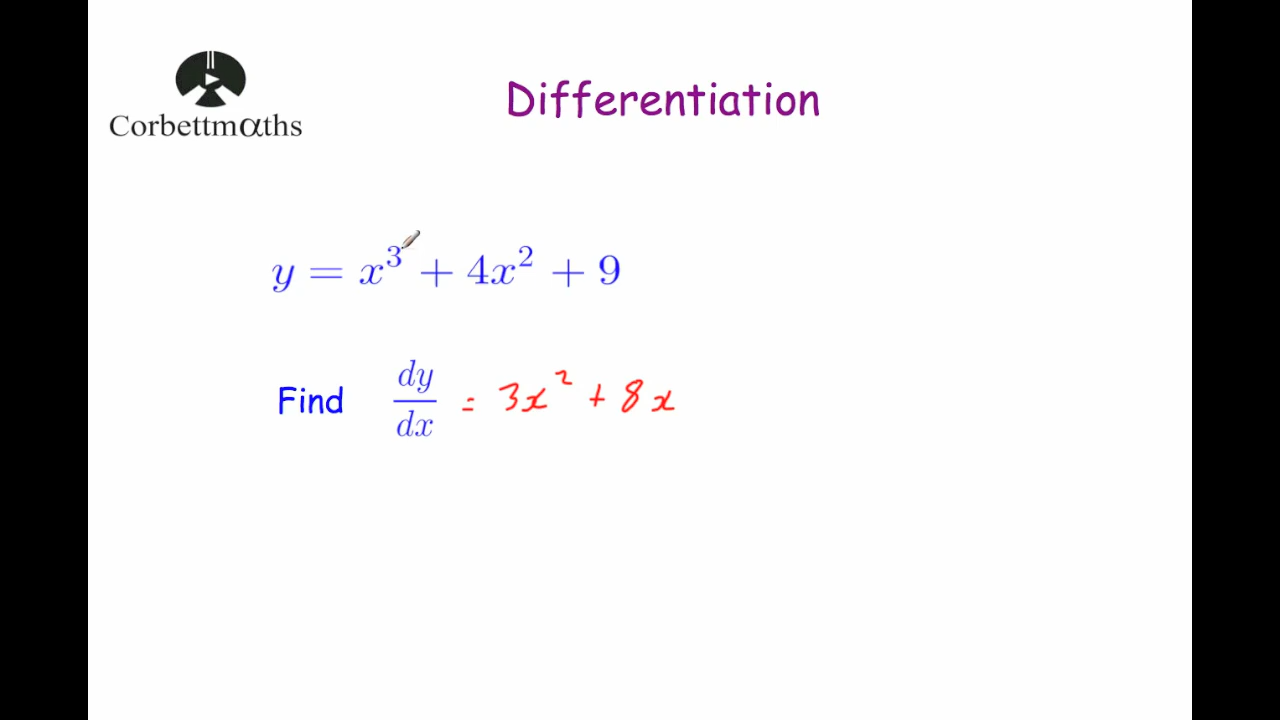 Corbettmαths
Differentiation
y = x³ + 4x² + 9
Find dy/dx = 3x² + 8x